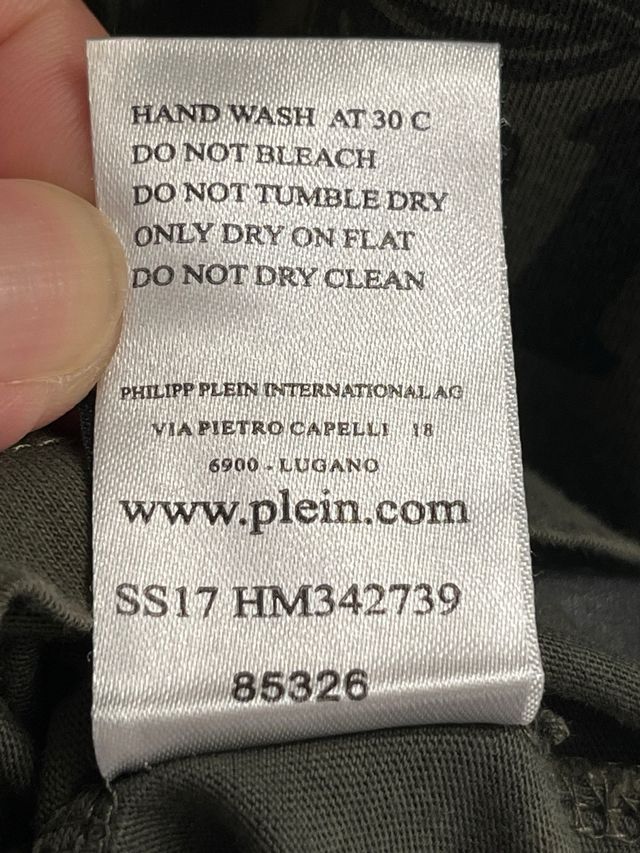 HAND WASH AT 30 C
DO NOT BLEACH
DO NOT TUMBLE DRY
ONLY DRY ON FLAT
DO NOT DRY CLEAN
PHILIPP PLEIN INTERNATIONAL AG
VIA PIETRO CAPELLI 18
6900 - LUGANO
www.plein.com
SS17 HM342739
85326